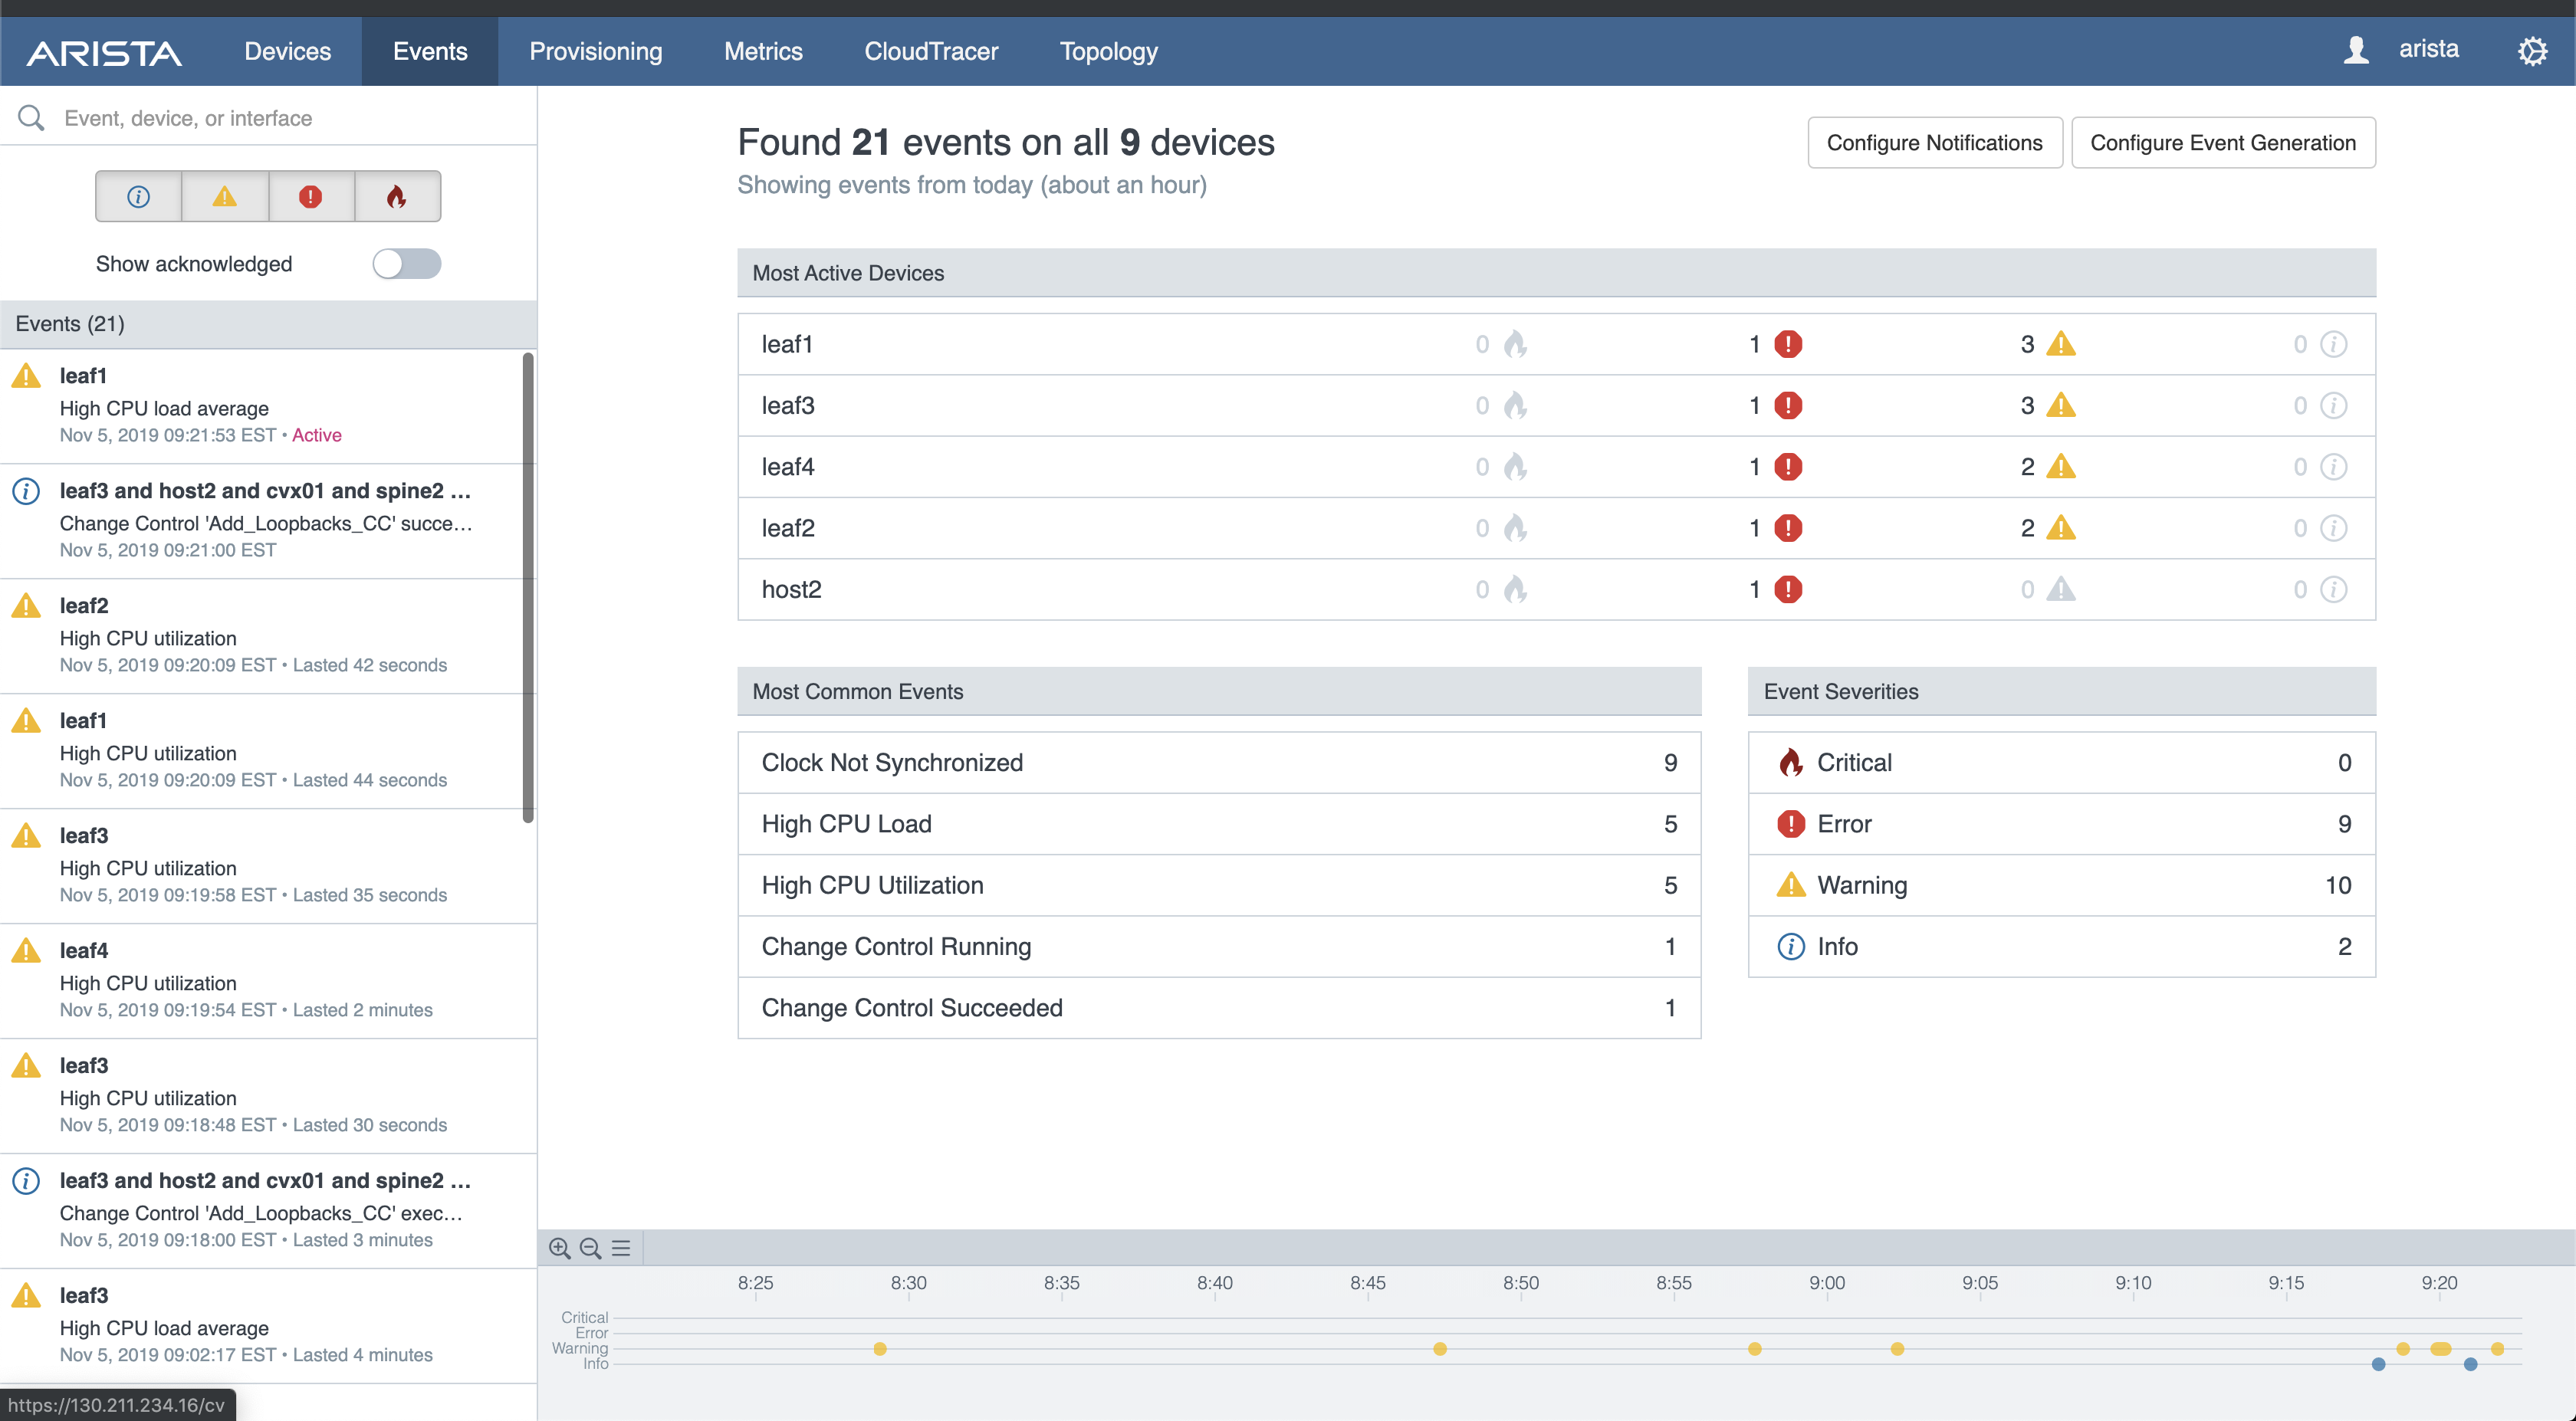 ARISTA Devices Events Provisioning Metrics CloudTracer Topology arista
Event, device, or interface
Show acknowledged
Events (21)
leaf1
High CPU load average
Nov 5, 2019 09:21:53 EST • Active
leaf3 and host2 and cvx01 and spine2 ...
Change Control 'Add_Loopbacks_CC' succe...
Nov 5, 2019 09:21:00 EST
leaf2
High CPU utilization
Nov 5, 2019 09:20:09 EST • Lasted 42 seconds
leaf1
High CPU utilization
Nov 5, 2019 09:20:09 EST • Lasted 44 seconds
leaf3
High CPU utilization
Nov 5, 2019 09:19:58 EST • Lasted 35 seconds
leaf4
High CPU utilization
Nov 5, 2019 09:19:54 EST • Lasted 2 minutes
leaf3
High CPU utilization
Nov 5, 2019 09:18:48 EST • Lasted 30 seconds
leaf3 and host2 and cvx01 and spine2 ...
Change Control 'Add_Loopbacks_CC' exec...
Nov 5, 2019 09:18:00 EST • Lasted 3 minutes
leaf3
High CPU load average
Nov 5, 2019 09:02:17 EST • Lasted 4 minutes
https://130.211.234.16/cv
Found 21 events on all 9 devices
Showing events from today (about an hour)
Configure Notifications
Configure Event Generation
Most Active Devices
leaf1 0 1 3 0
leaf3 0 1 3 0
leaf4 0 1 2 0
leaf2 0 1 2 0
host2 0 1 0 0
Most Common Events
Clock Not Synchronized 9
High CPU Load 5
High CPU Utilization 5
Change Control Running 1
Change Control Succeeded 1
Event Severities
Critical 0
Error 9
Warning 10
Info 2
8:25 8:30 8:35 8:40 8:45 8:50 8:55 9:00 9:05 9:10 9:15 9:20
Critical
Error
Warning
Info